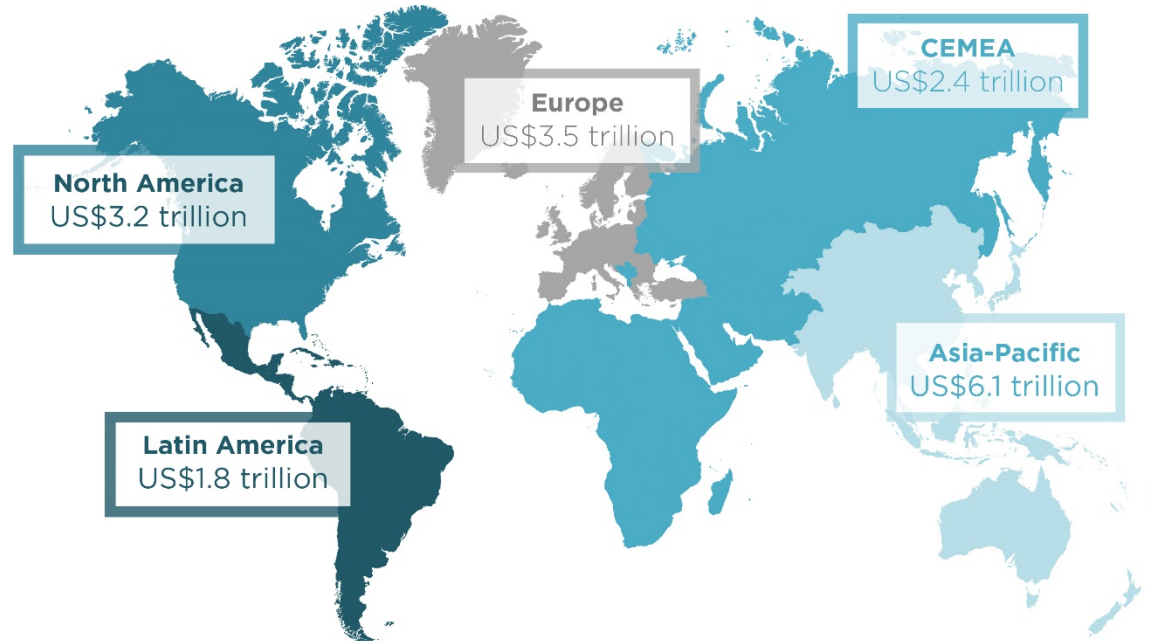 CEMEA
US$2.4 trillion
Europe
US$3.5 trillion
North America
US$3.2 trillion
Asia-Pacific
US$6.1 trillion
Latin America
US$1.8 trillion